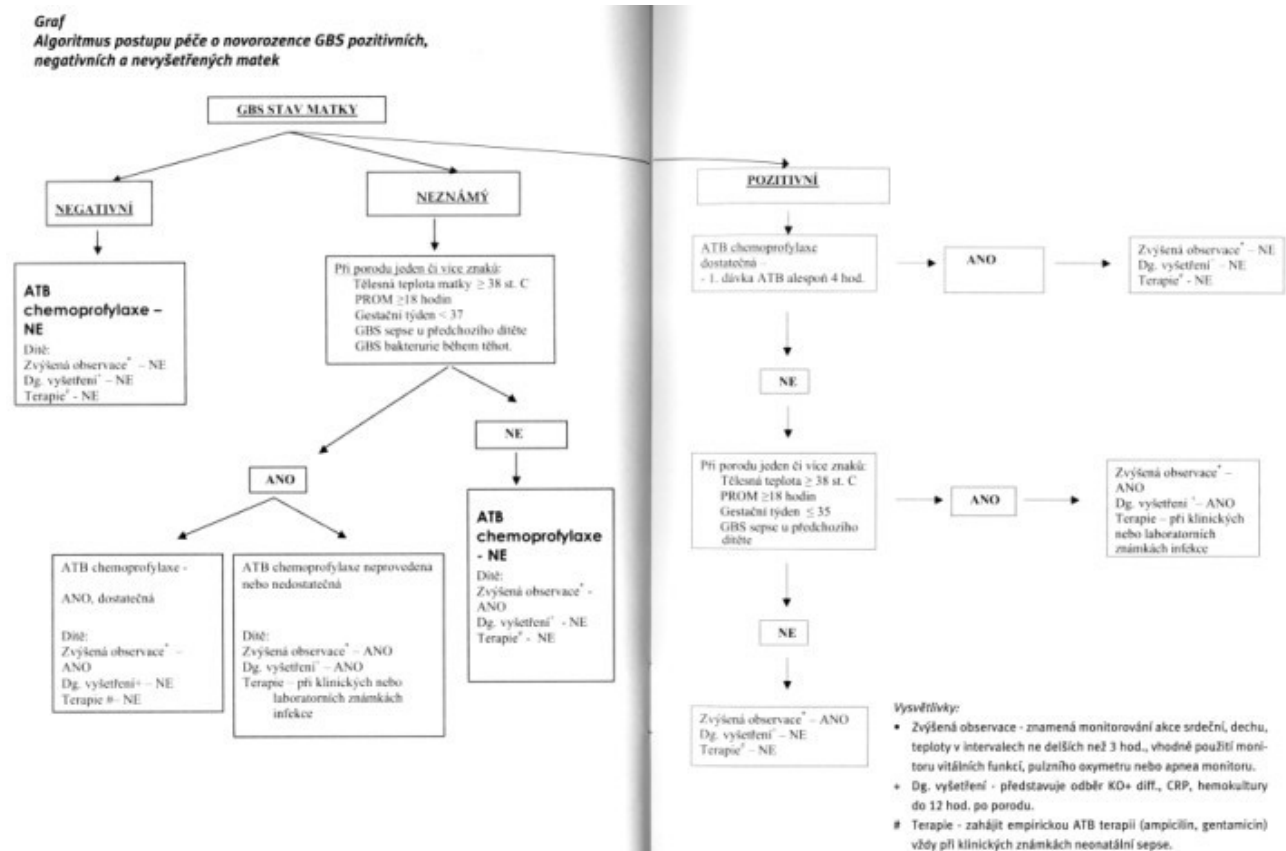 Graf
Algoritmus postupu péče o novorozence GBS pozitivních,
negativních a nevyšetřených matek
GBS STAV MATKY
NEGATIVNÍ
NEZNÁMÝ
POZITIVNÍ
ATB
chemoprofylaxe –
NE
Dítě:
Zvýšená observace* – NE
Dg. vyšetření+ – NE
Terapie# - NE
Při porodu jeden či více znaků:
Tělesná teplota matky ≥ 38 st. C
PROM ≥18 hodin
Gestační týden < 37
GBS sepse u předchozího dítěte
GBS bakteriurie během těhot.
ANO
NE
ATB chemoprofylaxe -
ANO, dostatečná
Dítě:
Zvýšená observace* –
ANO
Dg. vyšetření+ – NE
Terapie #– NE
ATB chemoprofylaxe neprovedena
nebo nedostatečná
Dítě:
Zvýšená observace* – ANO
Dg. vyšetření+ – ANO
Terapie – při klinických nebo
laboratorních známkách
infekce
ATB
chemoprofylaxe
- NE
Dítě:
Zvýšená observace* -
ANO
Dg. vyšetření+ - NE
Terapie# - NE
ATB chemoprofylaxe
dostatečná –
- 1. dávka ATB alespoň 4 hod.
ANO
Zvýšená observace* – NE
Dg. vyšetření+ – NE
Terapie# - NE
NE
Při porodu jeden či více znaků:
Tělesná teplota ≥ 38 st. C
PROM ≥18 hodin
Gestační týden ≤ 35
GBS sepse u předchozího
dítěte
ANO
Zvýšená observace* –
ANO
Dg. vyšetření+ – ANO
Terapie – při klinických
nebo laboratorních
známkách infekce
NE
Zvýšená observace* – ANO
Dg. vyšetření+ – NE
Terapie# – NE
Vysvětlivky:
• Zvýšená observace - znamená monitorování akce srdeční, dechu,
teploty v intervalech ne delších než 3 hod., vhodné použití moni-
toru vitálních funkcí, pulzního oxymetru nebo apnea monitoru.
+ Dg. vyšetření - představuje odběr KO+ diff., CRP, hemokultury
do 12 hod. po porodu.
# Terapie - zahájit empirickou ATB terapii (ampicilin, gentamicin)
vždy při klinických známkách neonatální sepse.